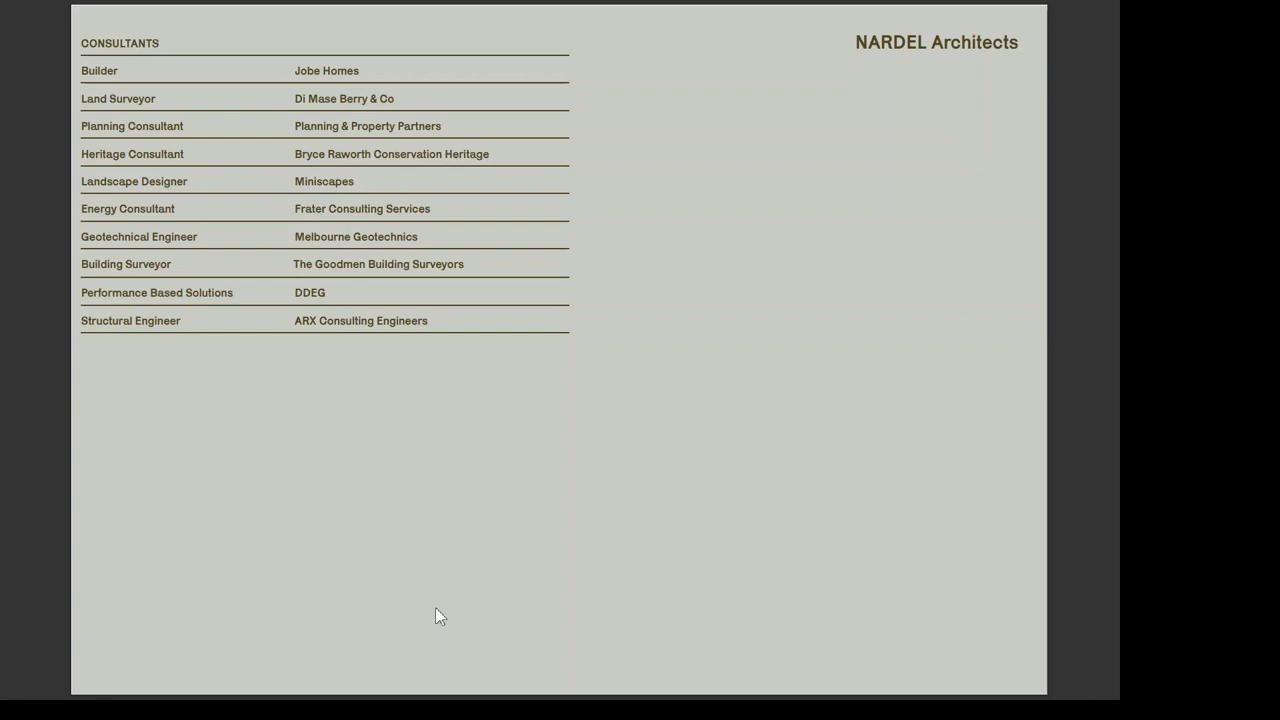 CONSULTANTS
NARDEL Architects
Builder Jobe Homes
Land Surveyor Di Mase Berry & Co
Planning Consultant Planning & Property Partners
Heritage Consultant Bryce Raworth Conservation Heritage
Landscape Designer Miniscapes
Energy Consultant Frater Consulting Services
Geotechnical Engineer Melbourne Geotechnics
Building Surveyor The Goodmen Building Surveyors
Performance Based Solutions DDEG
Structural Engineer ARX Consulting Engineers